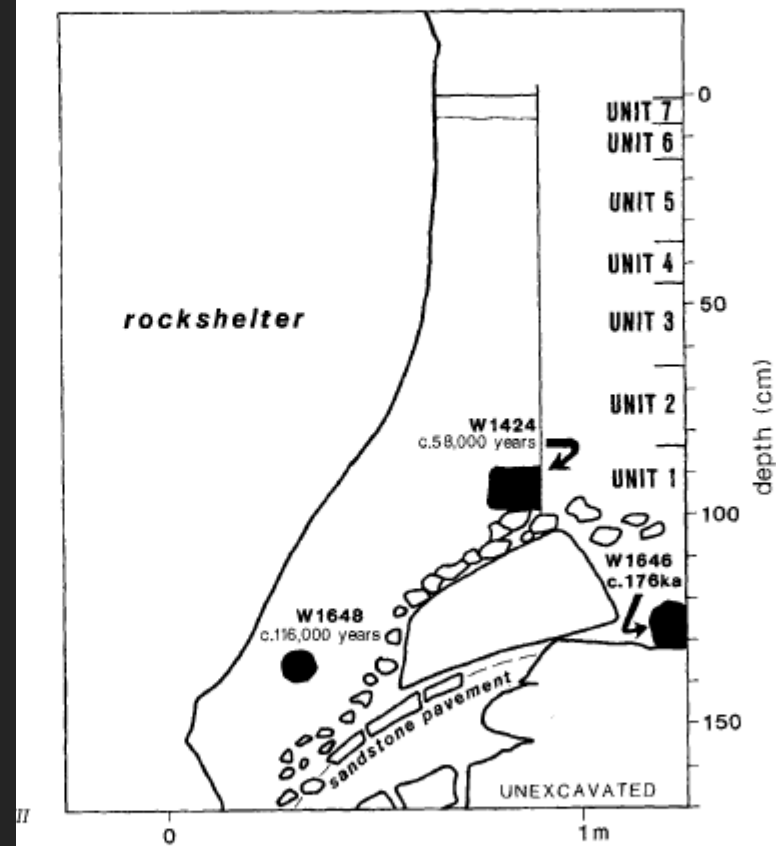 0
UNIT 7
UNIT 6
UNIT 5
UNIT 4
50
rockshelter
UNIT 3
depth (cm)
UNIT 2
W1424
c.58,000 years
UNIT 1
100
W1646
c.176ka
W1648
c.116,000 years
sandstone pavement
150
UNEXCAVATED
II
0
1m